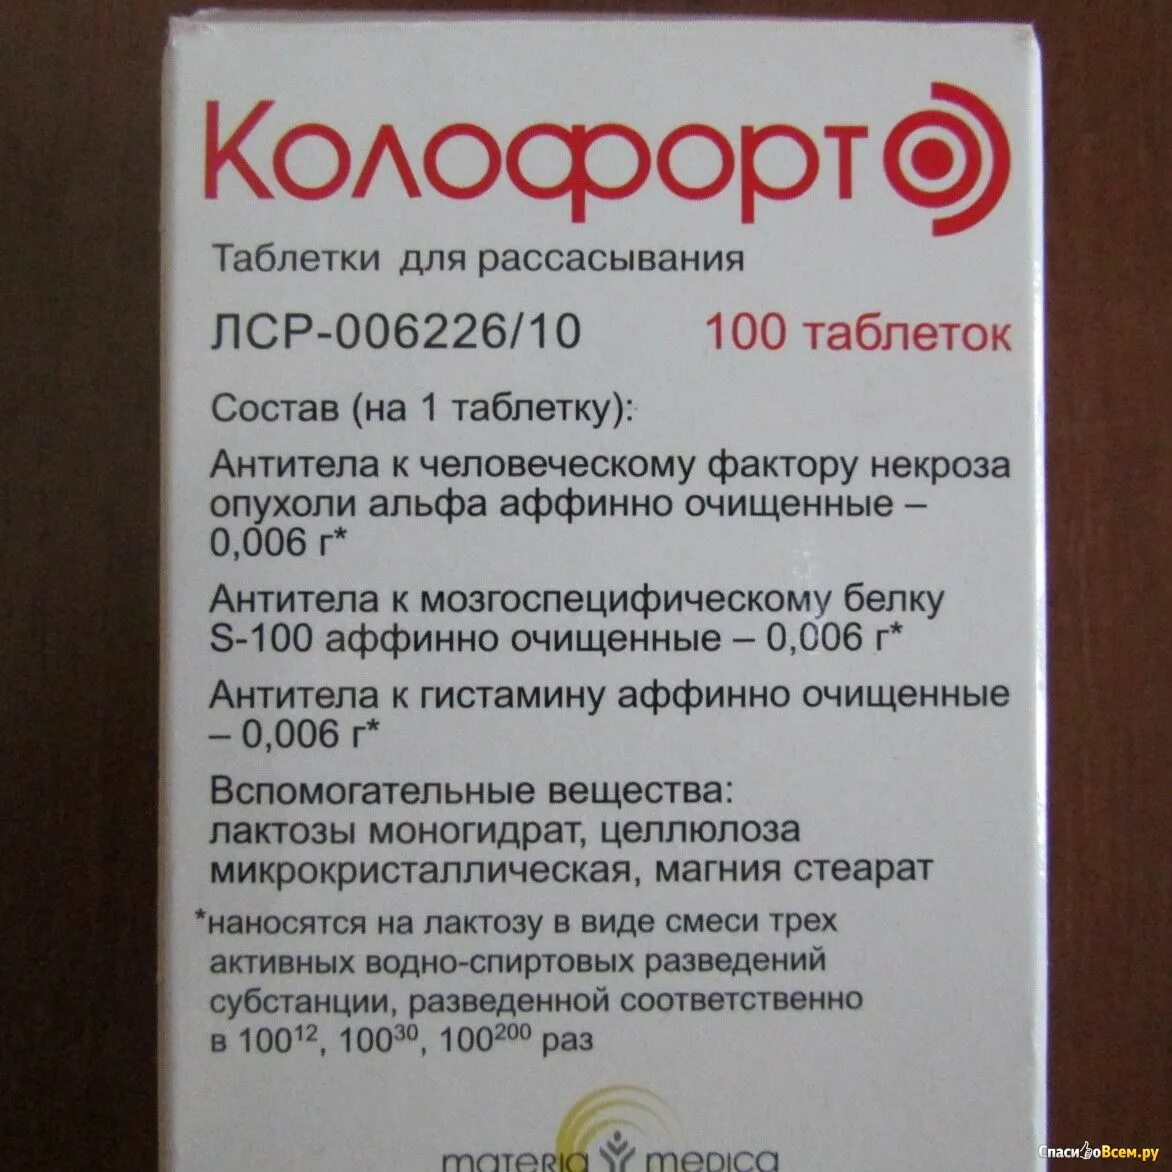 Колофорт
Таблетки для рассасывания
ЛСР-006226/10 100 таблеток
Состав (на 1 таблетку):
Антитела к человеческому фактору некроза
опухоли альфа аффинно очищенные –
0,006 г*
Антитела к мозгоспецифическому белку
S-100 аффинно очищенные – 0,006 г*
Антитела к гистамину аффинно очищенные
– 0,006 г*
Вспомогательные вещества:
лактозы моногидрат, целлюлоза
микрокристаллическая, магния стеарат
*наносятся на лактозу в виде смеси трех
активных водно-спиртовых разведений
субстанции, разведенной соответственно
в 100¹², 100³⁰, 100²⁰⁰ раз
materia medica
СпасибоВсем.ру